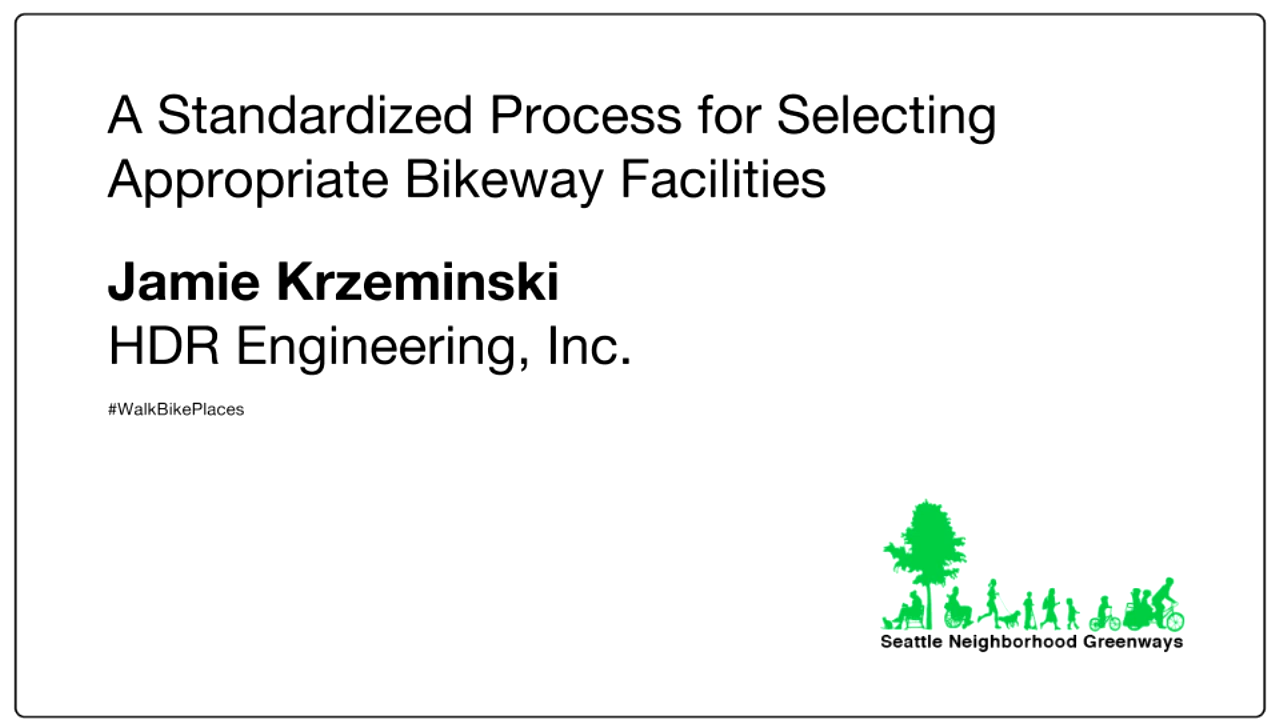 A Standardized Process for Selecting
Appropriate Bikeway Facilities
Jamie Krzeminski
HDR Engineering, Inc.
#WalkBikePlaces
Seattle Neighborhood Greenways